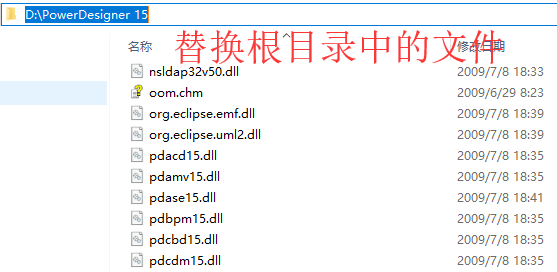 D:\PowerDesigner 15
替换根目录中的文件
名称 修改日期
nsldap32v50.dll 2009/7/8 18:33
oom.chm 2009/6/29 8:23
org.eclipse.emf.dll 2009/7/8 18:39
org.eclipse.uml2.dll 2009/7/8 18:39
pdacd15.dll 2009/7/8 18:35
pdamv15.dll 2009/7/8 18:35
pdase15.dll 2009/7/8 18:41
pdbpm15.dll 2009/7/8 18:35
pdcbd15.dll 2009/7/8 18:35
pdcdm15.dll 2009/7/8 18:35